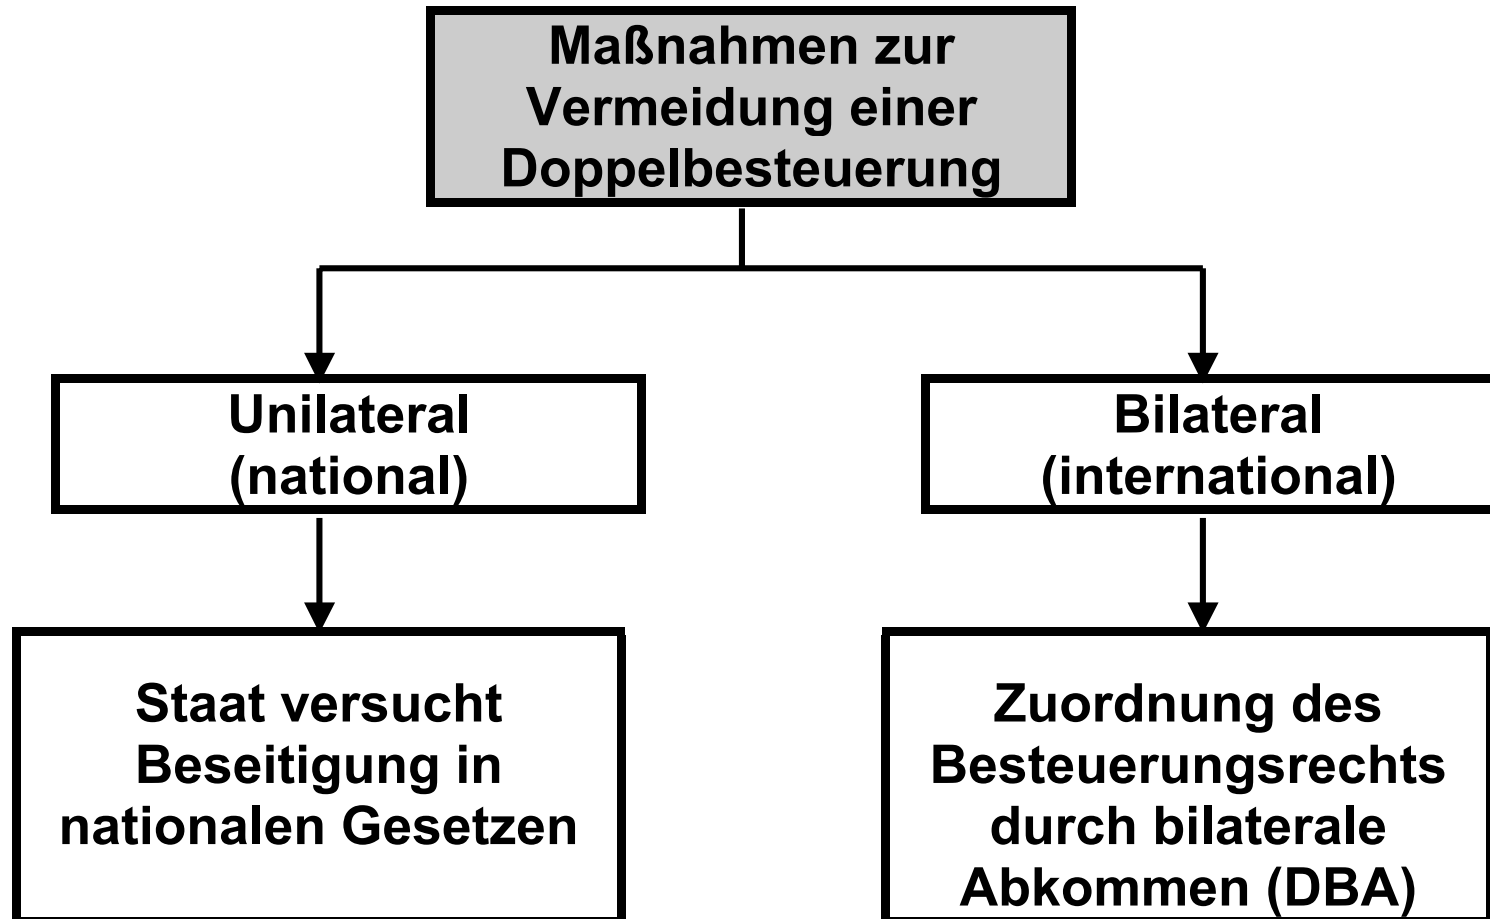 Maßnahmen zur
Vermeidung einer
Doppelbesteuerung
Unilateral
(national)
Bilateral
(international)
Staat versucht
Beseitigung in
nationalen Gesetzen
Zuordnung des
Besteuerungsrechts
durch bilaterale
Abkommen (DBA)